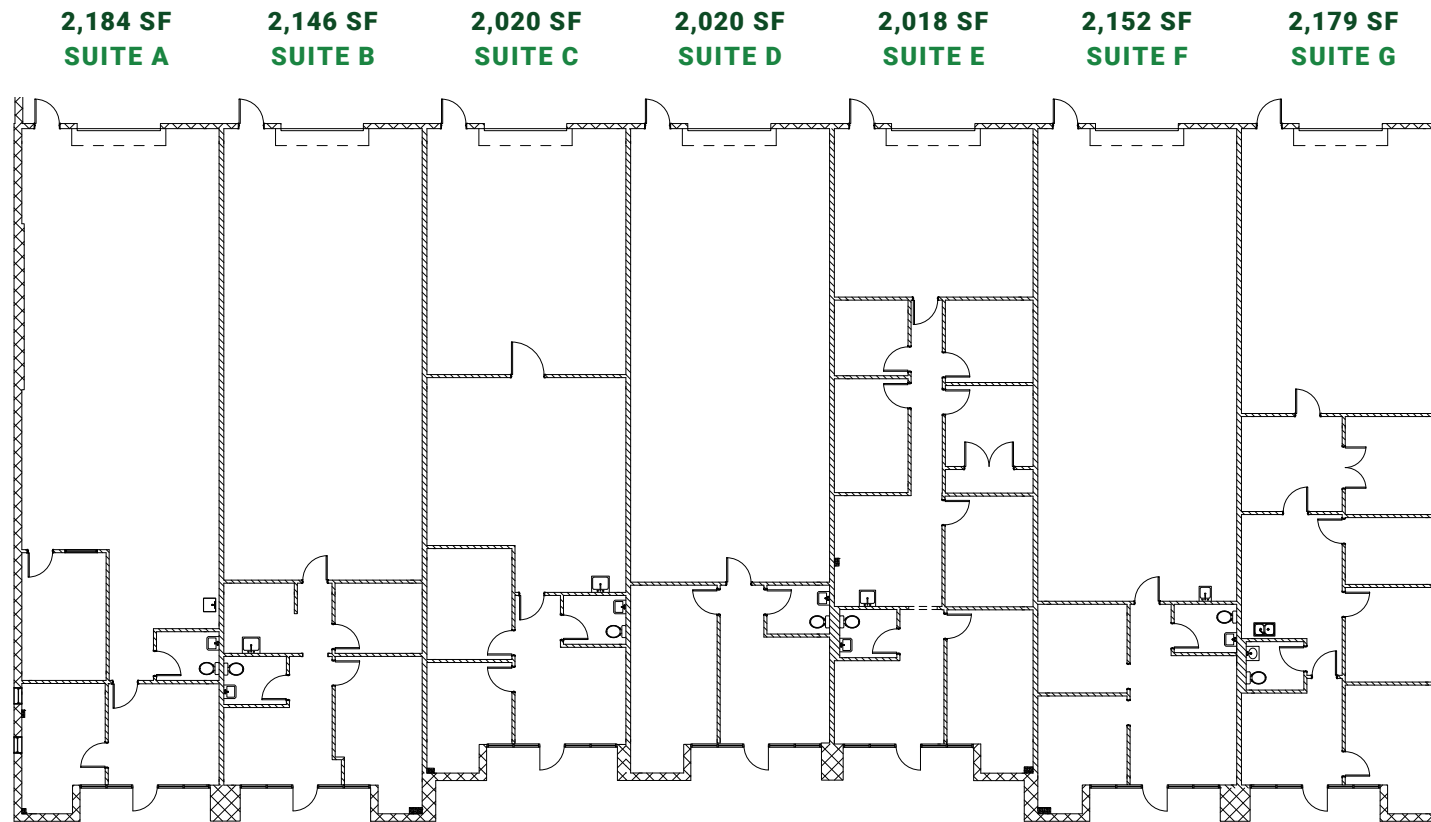 2,184 SF
SUITE A
2,146 SF
SUITE B
2,020 SF
SUITE C
2,020 SF
SUITE D
2,018 SF
SUITE E
2,152 SF
SUITE F
2,179 SF
SUITE G